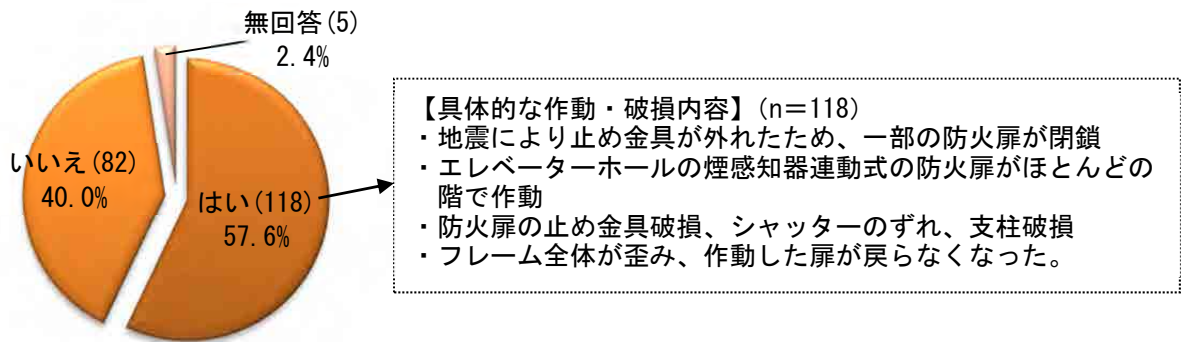 無回答(5)
2.4%
いいえ(82)
40.0%
はい(118)
57.6%
【具体的な作動・破損内容】(n＝118)
・地震により止め金具が外れたため、一部の防火扉が閉鎖
・エレベーターホールの煙感知器連動式の防火扉がほとんどの
階で作動
・防火扉の止め金具破損、シャッターのずれ、支柱破損
・フレーム全体が歪み、作動した扉が戻らなくなった。